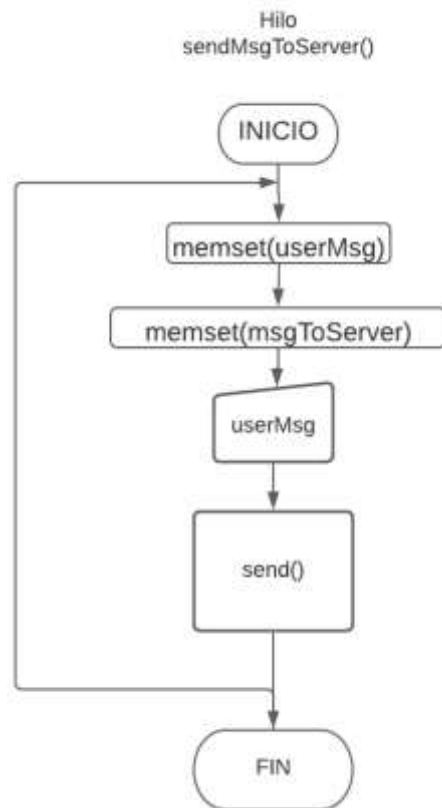 Hilo
sendMsgToServer()
INICIO
memset(userMsg)
memset(msgToServer)
userMsg
send()
FIN